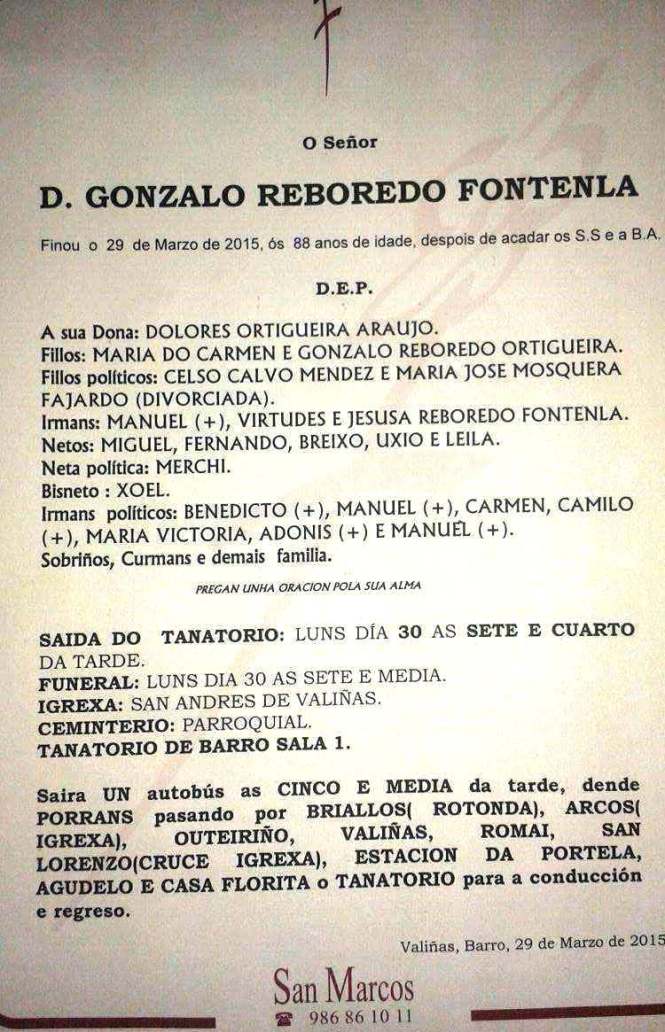 O Señor
D. GONZALO REBOREDO FONTENLA
Finou o 29 de Marzo de 2015, ós 88 anos de idade, despois de acadar os S.S e a B.A.
D.E.P.
A sua Dona: DOLORES ORTIGUEIRA ARAUJO.
Fillos: MARIA DO CARMEN E GONZALO REBOREDO ORTIGUEIRA.
Fillos políticos: CELSO CALVO MENDEZ E MARIA JOSE MOSQUERA
FAJARDO (DIVORCIADA).
Irmans: MANUEL (+), VIRTUDES E JESUSA REBOREDO FONTENLA.
Netos: MIGUEL, FERNANDO, BREIXO, UXIO E LEILA.
Neta política: MERCHI.
Bisneto : XOEL.
Irmans políticos: BENEDICTO (+), MANUEL (+), CARMEN, CAMILO
(+), MARIA VICTORIA, ADONIS (+) E MANUEL (+).
Sobriños, Curmans e demais familia.
PREGAN UNHA ORACION POLA SUA ALMA
SAIDA DO TANATORIO: LUNS DÍA 30 AS SETE E CUARTO
DA TARDE.
FUNERAL: LUNS DIA 30 AS SETE E MEDIA.
IGREXA: SAN ANDRES DE VALIÑAS.
CEMINTERIO: PARROQUIAL.
TANATORIO DE BARRO SALA 1.
Saira UN autobús as CINCO E MEDIA da tarde, dende
PORRANS pasando por BRIALLOS( ROTONDA), ARCOS(
IGREXA), OUTEIRIÑO, VALIÑAS, ROMAI, SAN
LORENZO(CRUCE IGREXA), ESTACION DA PORTELA,
AGUDELO E CASA FLORITA o TANATORIO para a conducción
e regreso.
Valiñas, Barro, 29 de Marzo de 2015
San Marcos
☎ 986 86 10 11